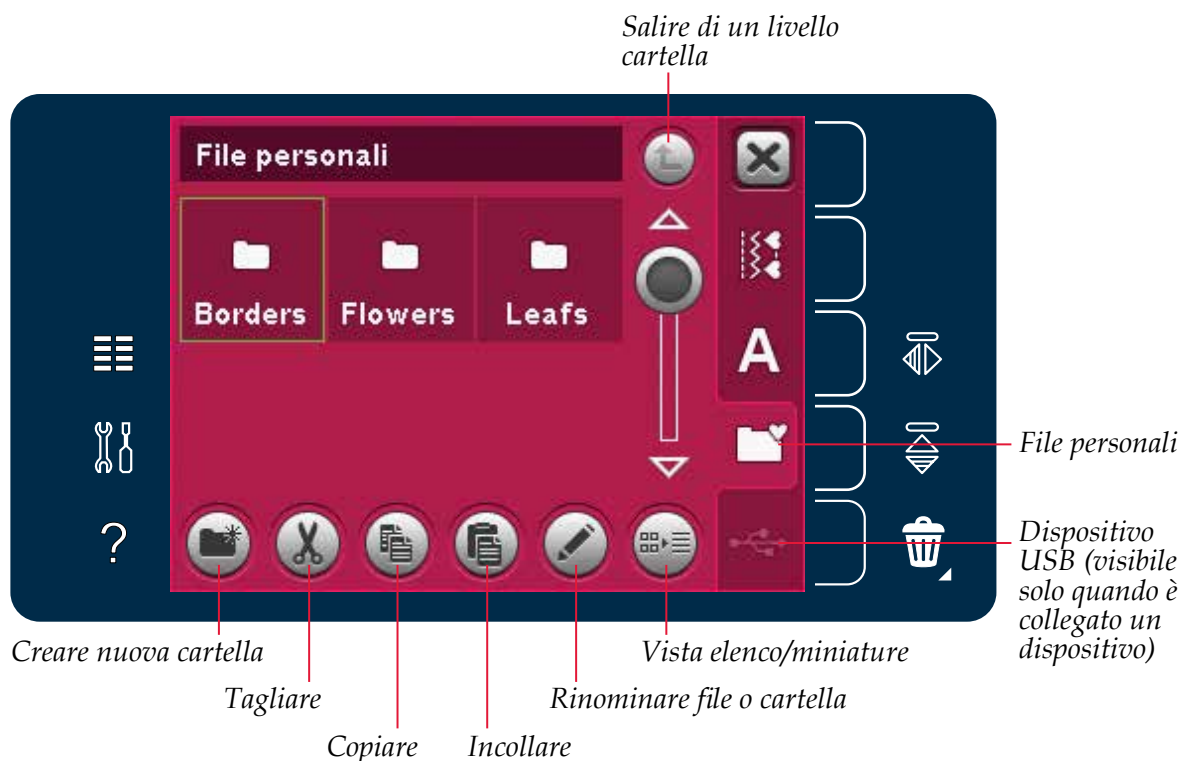 Salire di un livello
cartella
File personali
Borders Flowers Leafs
A
File personali
?
Dispositivo
USB (visibile
solo quando è
collegato un
dispositivo)
Creare nuova cartella
Vista elenco/miniature
Tagliare
Rinominare file o cartella
Copiare
Incollare